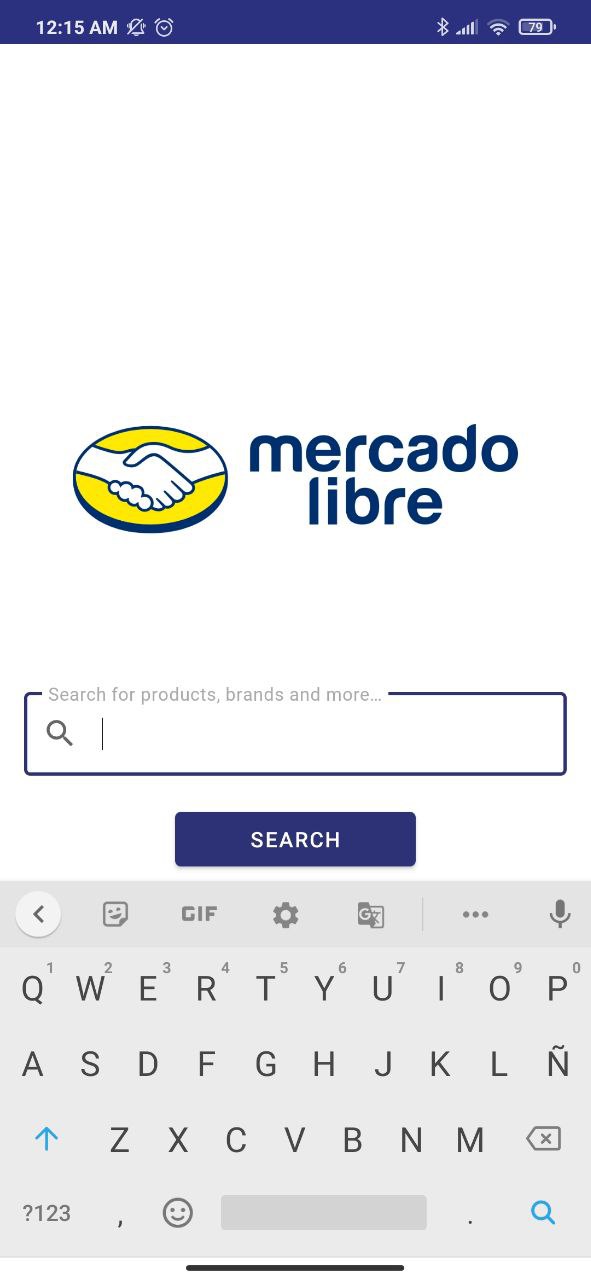 12:15 AM 79
mercado
libre
Search for products, brands and more...
SEARCH
GIF G
1 2 3 4 5 6 7 8 9 0
Q W E R T Y U I O P
A S D F G H J K L Ñ
Z X C V B N M
?123 , .